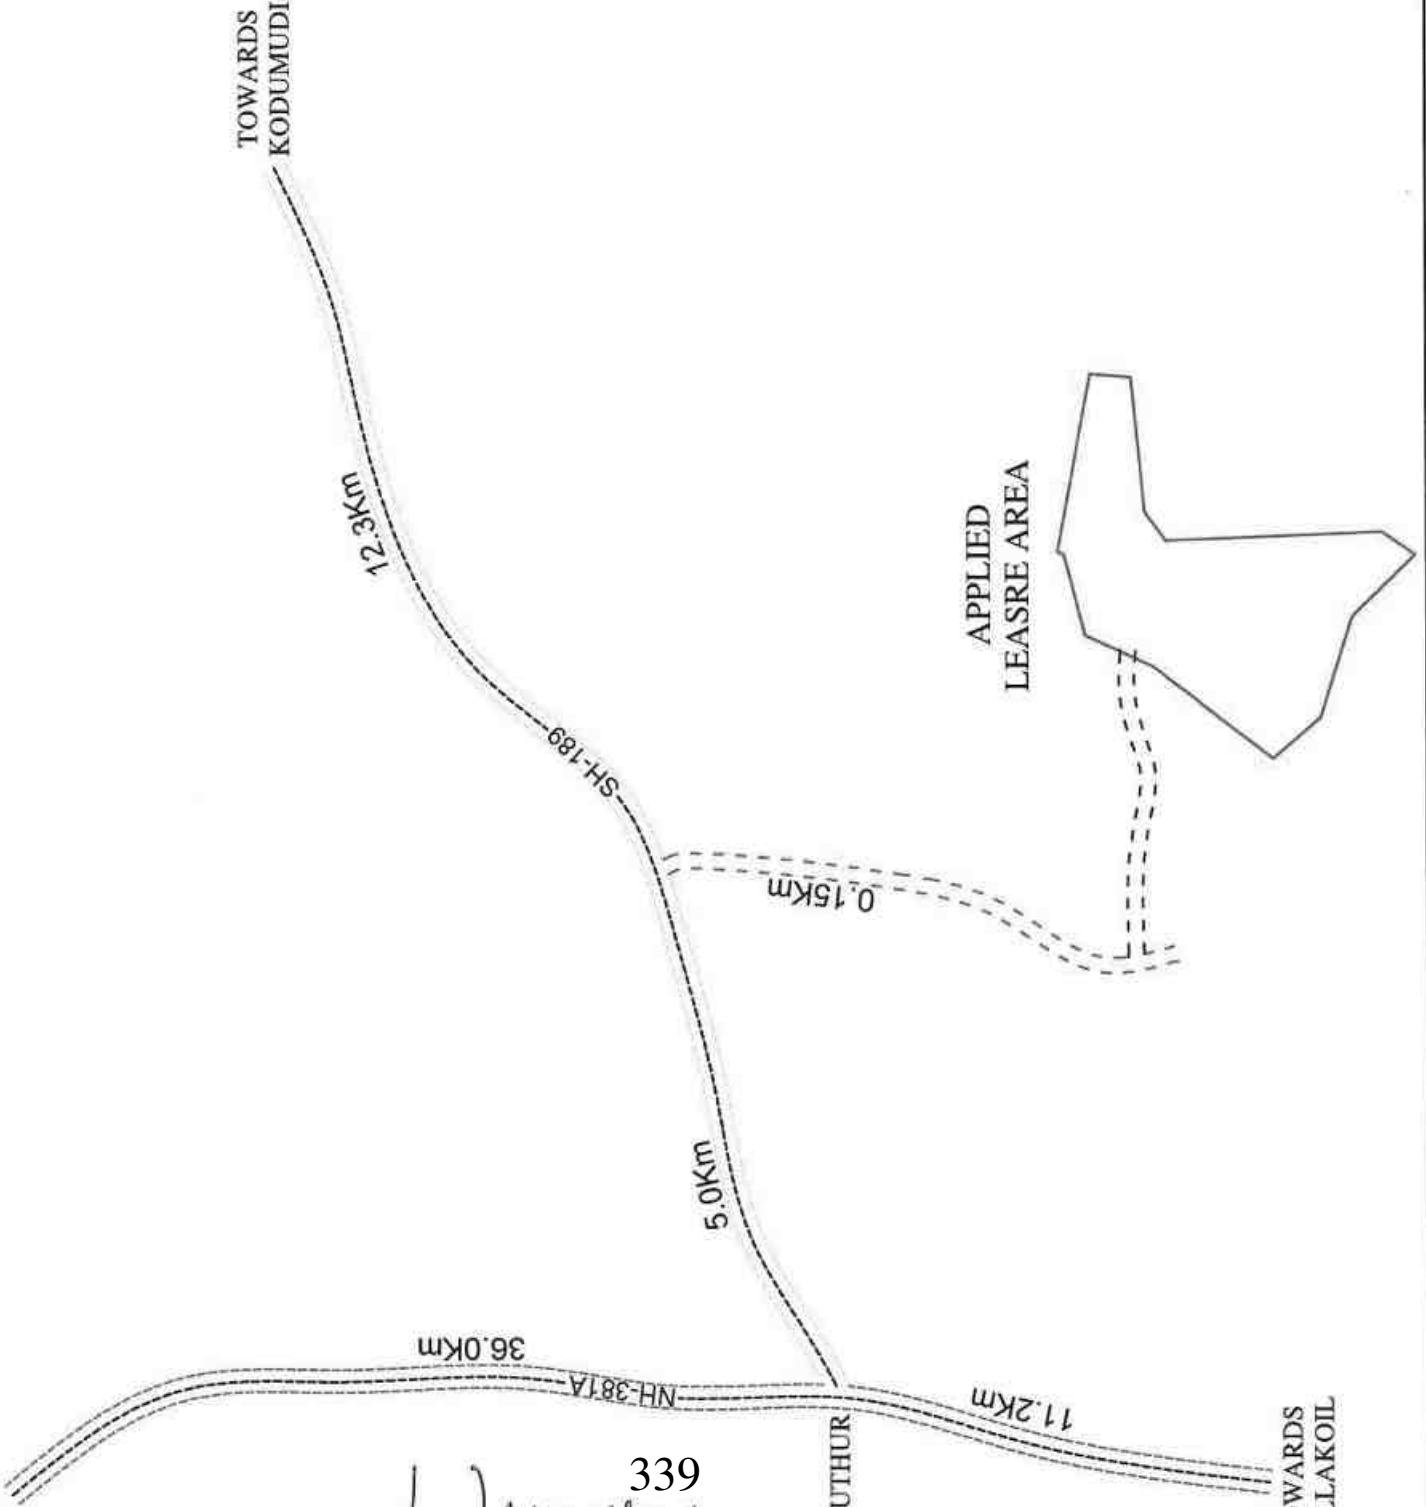 TOWARDS
KODUMUDI
12.3Km
SH-189
APPLIED
LEASRE AREA
0.15Km
5.0Km
36.0Km
NH-381A
11.2Km
UTHUR
WARDS
LAKOIL
339